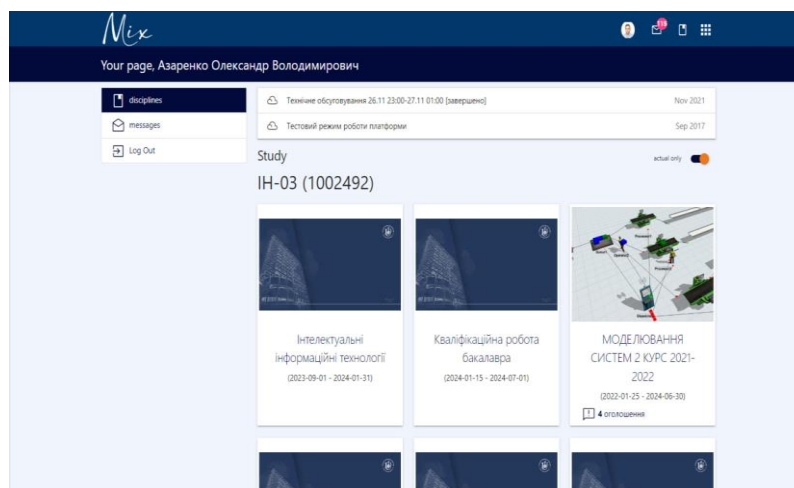 Mix
119
Your page, Азаренко Олександр Володимирович
disciplines
messages
Log Out
Технічне обсуговування 26.11 23:00-27.11 01:00 [завершено]
Nov 2021
Тестовий режим роботи платформи
Sep 2017
Study
actual only
ІН-03 (1002492)
Інтелектуальні
інформаційні технології
(2023-09-01 - 2024-01-31)
Кваліфікаційна робота
бакалавра
(2024-01-15 - 2024-07-01)
МОДЕЛЮВАННЯ
СИСТЕМ 2 КУРС 2021-
2022
(2022-01-25 - 2024-06-30)
4 оголошення